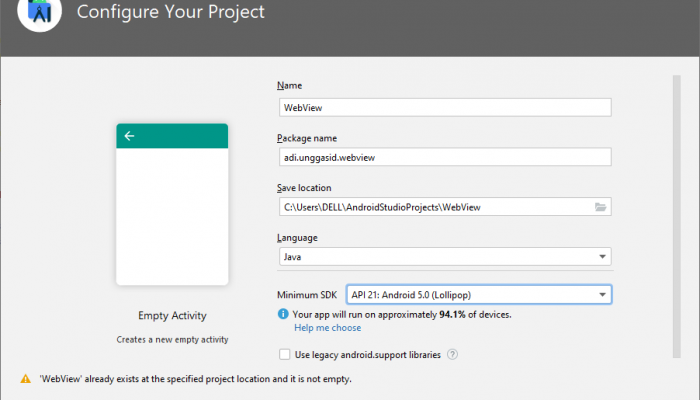 Configure Your Project
Name
WebView
Package name
adi.unggasid.webview
Save location
C:\Users\DELL\AndroidStudioProjects\WebView
Language
Java
Minimum SDK
API 21: Android 5.0 (Lollipop)
Your app will run on approximately 94.1% of devices.
Help me choose
Use legacy android.support libraries ?
Empty Activity
Creates a new empty activity
'WebView' already exists at the specified project location and it is not empty.